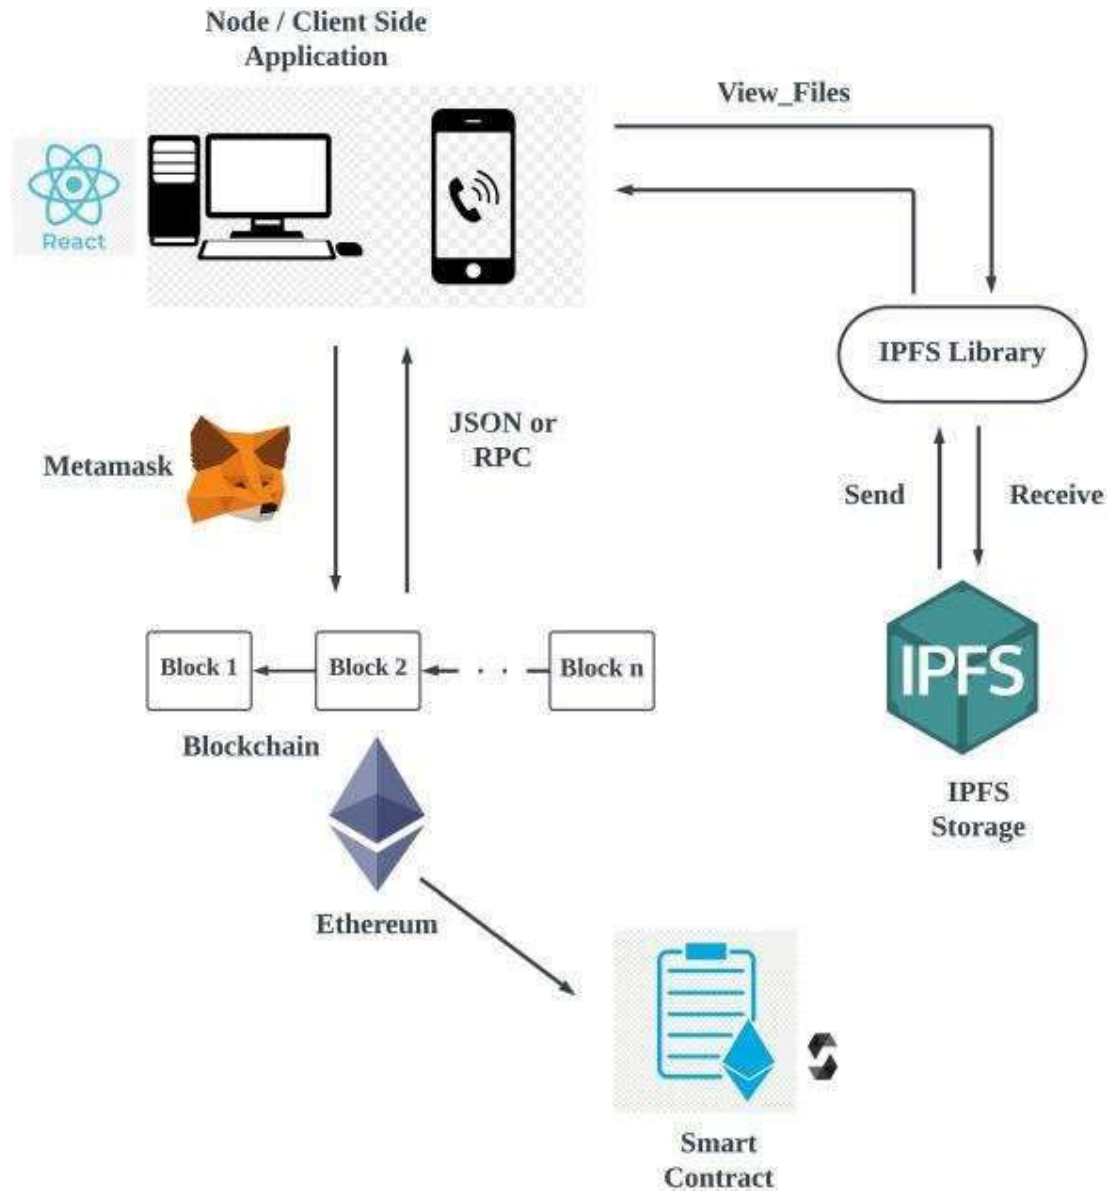 Node / Client Side
Application
View_Files
React
IPFS Library
JSON or
RPC
Metamask
Send
Receive
Block 1
Block 2
Block n
IPFS
Blockchain
IPFS
Storage
Ethereum
Smart
Contract